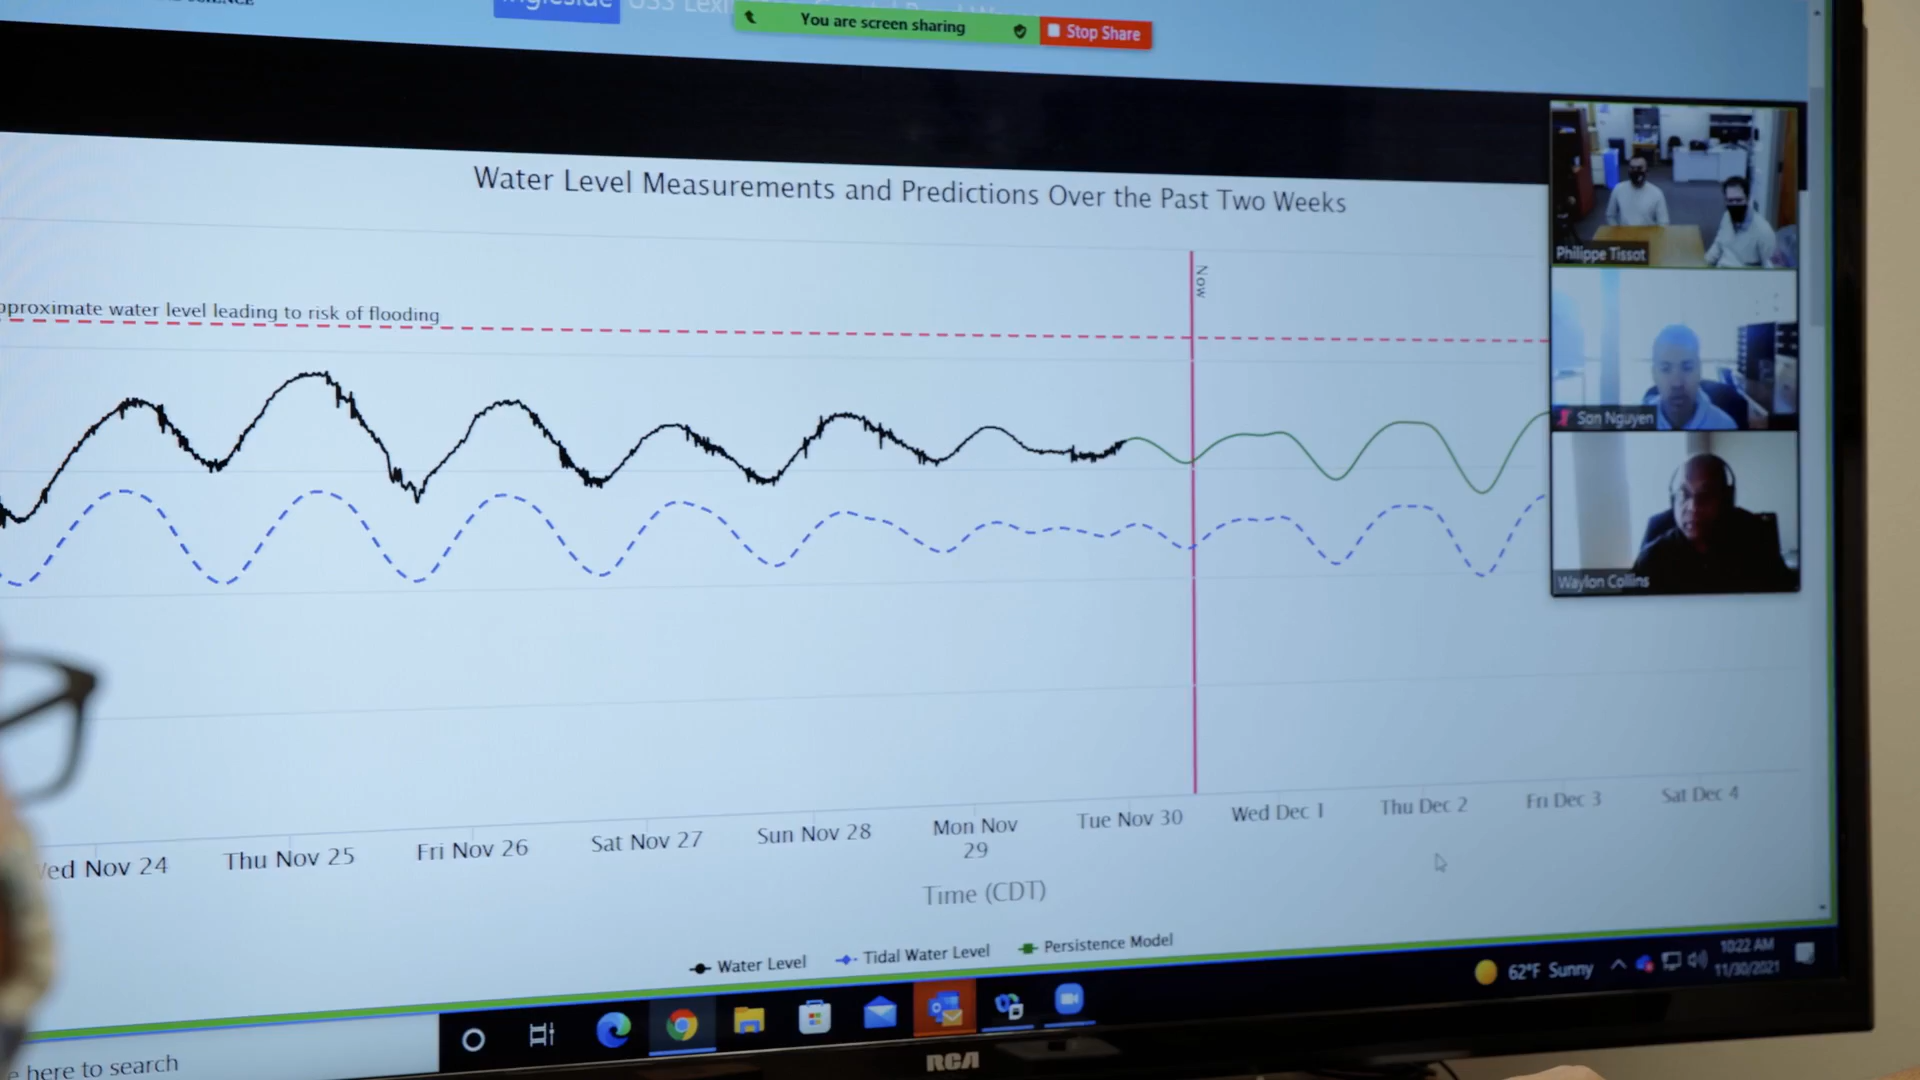 You are screen sharing
Stop Share
Water Level Measurements and Predictions Over the Past Two Weeks
Philippe Tissot
Now
pproximate water level leading to risk of flooding
Son Nguyen
Waylon Collins
ed Nov 24
Thu Nov 25
Fri Nov 26
Sat Nov 27
Sun Nov 28
Mon Nov
29
Tue Nov 30
Wed Dec 1
Thu Dec 2
Fri Dec 3
Sat Dec 4
Time (CDT)
Water Level
Tidal Water Level
Persistence Model
62°F Sunny
10:22 AM
11/30/2021
here to search
RCA